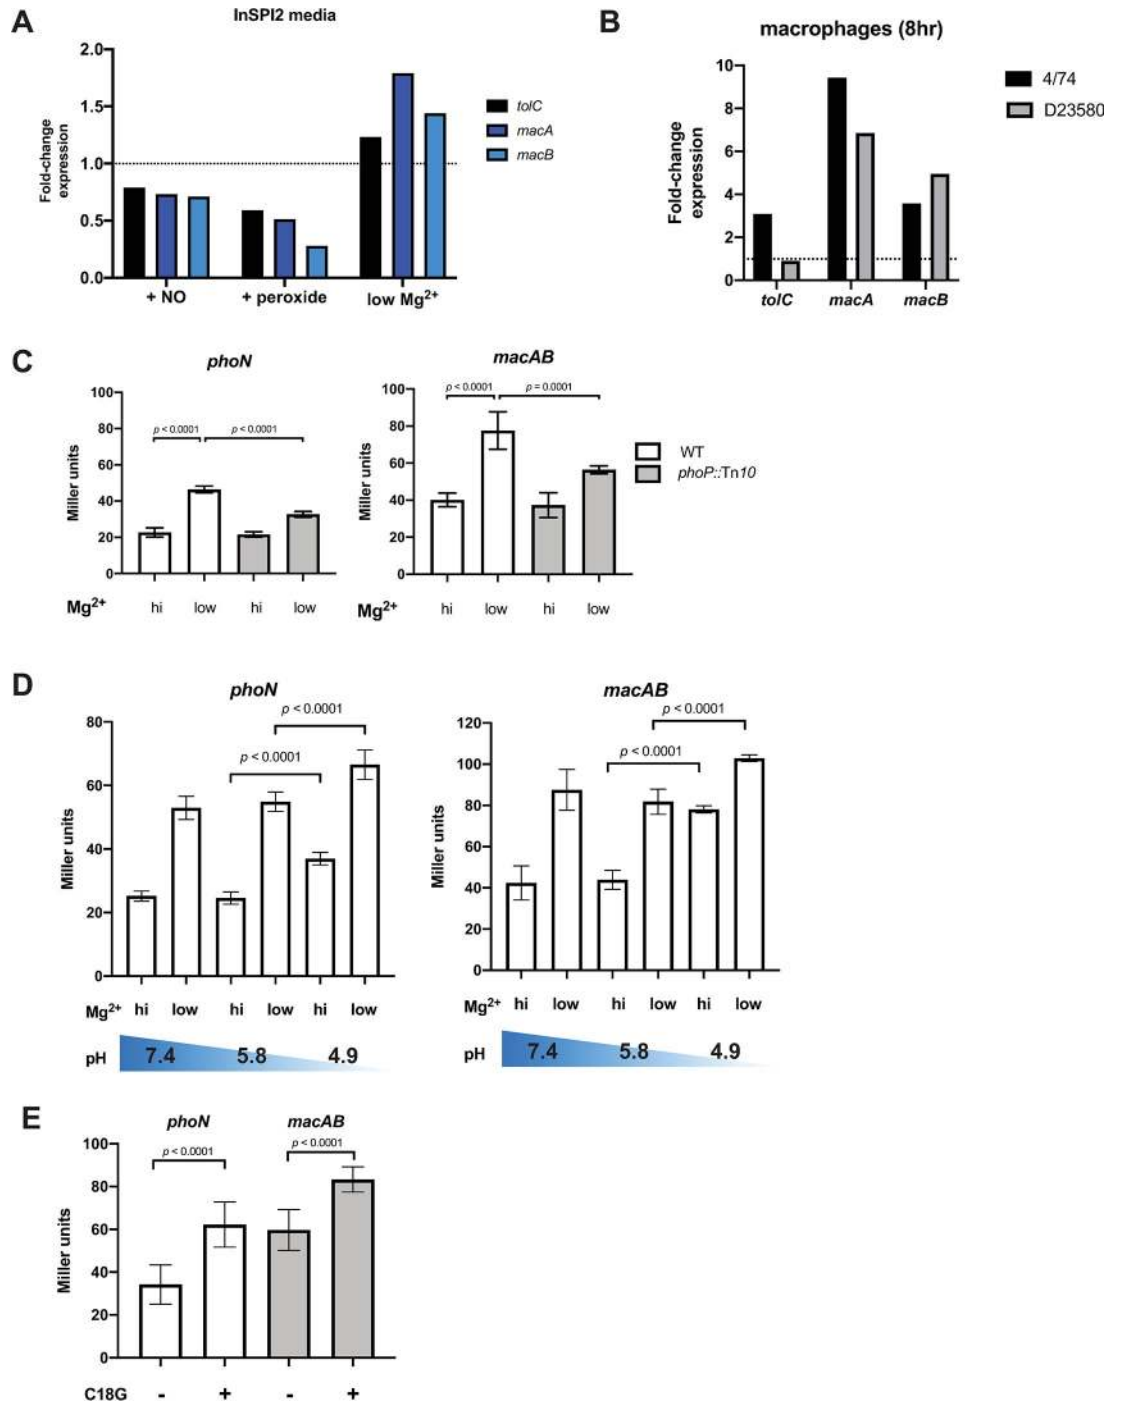 A
InSPI2 media
Fold-change
expression
2.0
1.5
1.0
0.5
0.0
+ NO
+ peroxide
low Mg²⁺
tolC
macA
macB
B
macrophages (8hr)
Fold-change
expression
10
8
6
4
2
0
tolC
macA
macB
4/74
D23580
C
phoN
Miller units
100
80
60
40
20
0
p < 0.0001
p < 0.0001
Mg²⁺ hi low hi low
macAB
Miller units
100
80
60
40
20
0
p < 0.0001
p = 0.0001
Mg²⁺ hi low hi low
WT
phoP::Tn10
D
phoN
Miller units
80
60
40
20
0
p < 0.0001
p < 0.0001
Mg²⁺ hi low hi low hi low
pH 7.4 5.8 4.9
macAB
Miller units
120
100
80
60
40
20
0
p < 0.0001
p < 0.0001
Mg²⁺ hi low hi low hi low
pH 7.4 5.8 4.9
E
phoN
macAB
Miller units
100
80
60
40
20
0
p < 0.0001
p < 0.0001
C18G - + - +